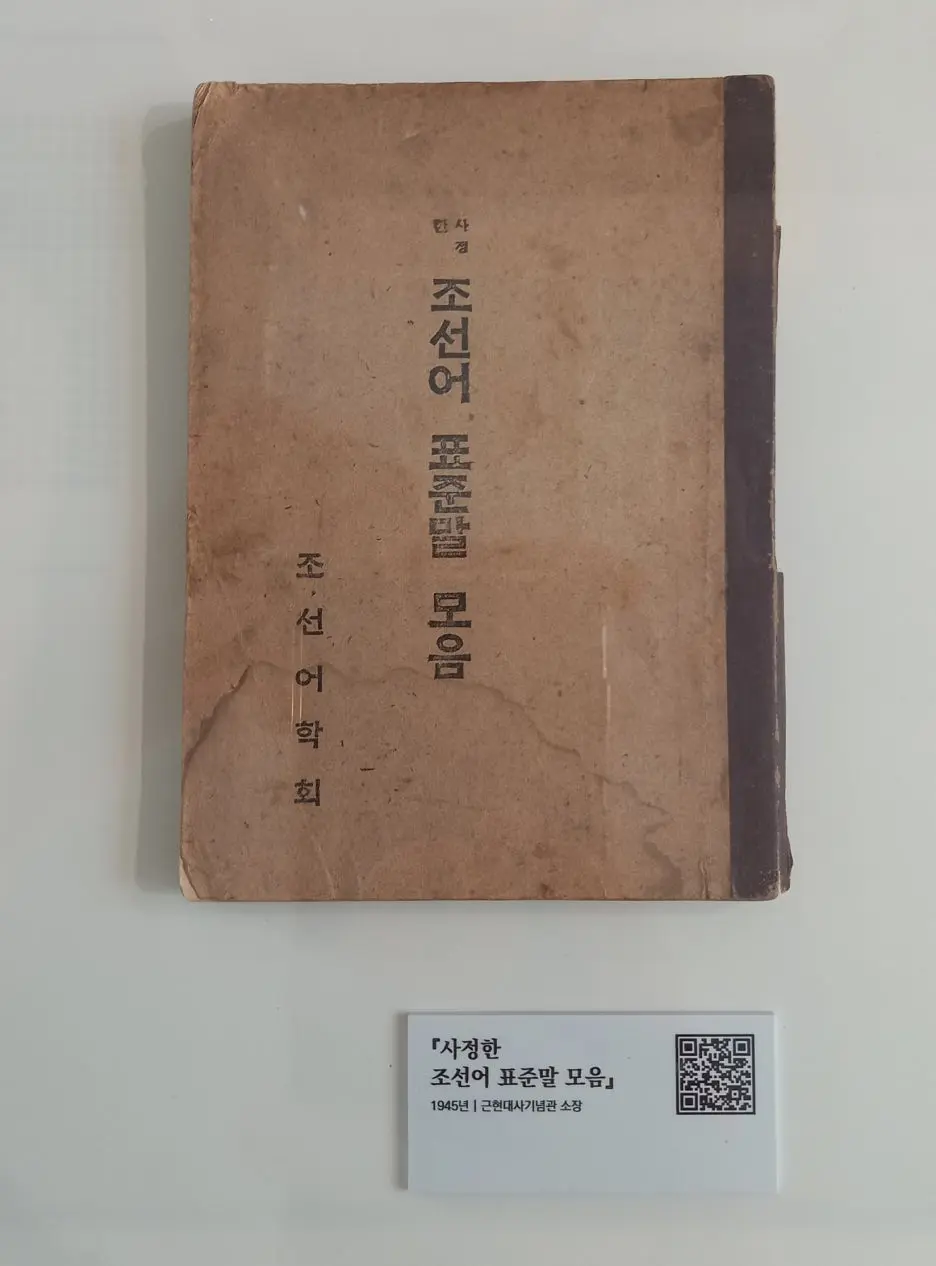 사정한
조선어 표준말 모음
조선어학회
『사정한
조선어 표준말 모음』
1945년 | 근현대사기념관 소장